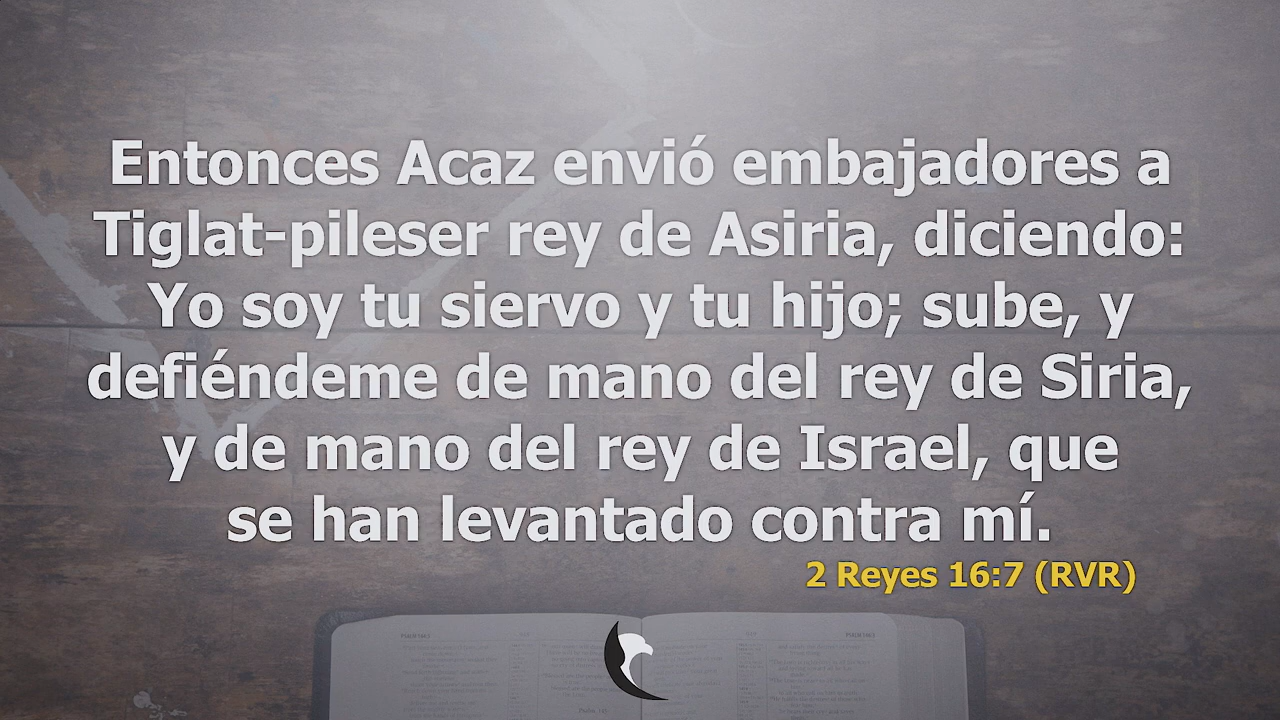 Entonces Acaz envió embajadores a
Tiglat-pileser rey de Asiria, diciendo:
Yo soy tu siervo y tu hijo; sube, y
defiéndeme de mano del rey de Siria,
y de mano del rey de Israel, que
se han levantado contra mí.
2 Reyes 16:7 (RVR)